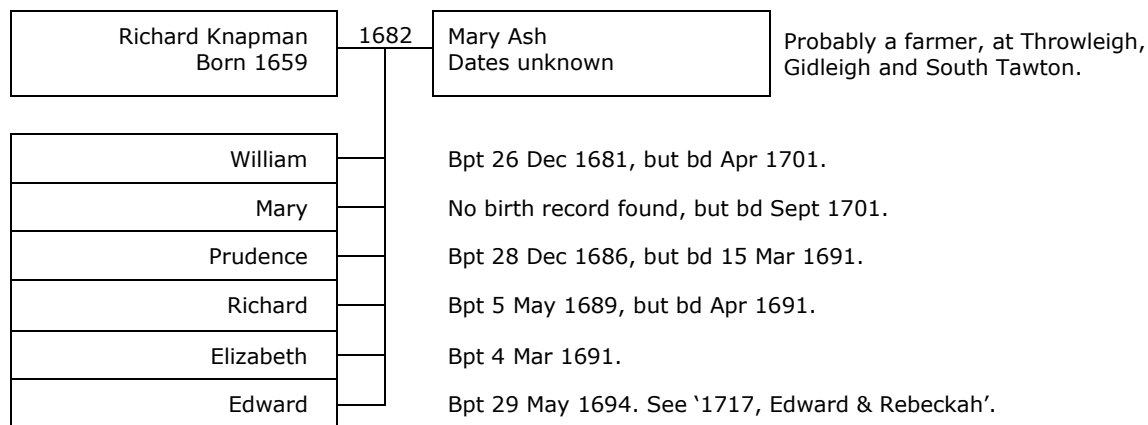 Richard Knapman
Born 1659
1682
Mary Ash
Dates unknown
Probably a farmer, at Throwleigh,
Gidleigh and South Tawton.
William
Bpt 26 Dec 1681, but bd Apr 1701.
Mary
No birth record found, but bd Sept 1701.
Prudence
Bpt 28 Dec 1686, but bd 15 Mar 1691.
Richard
Bpt 5 May 1689, but bd Apr 1691.
Elizabeth
Bpt 4 Mar 1691.
Edward
Bpt 29 May 1694. See ‘1717, Edward & Rebeckah’.